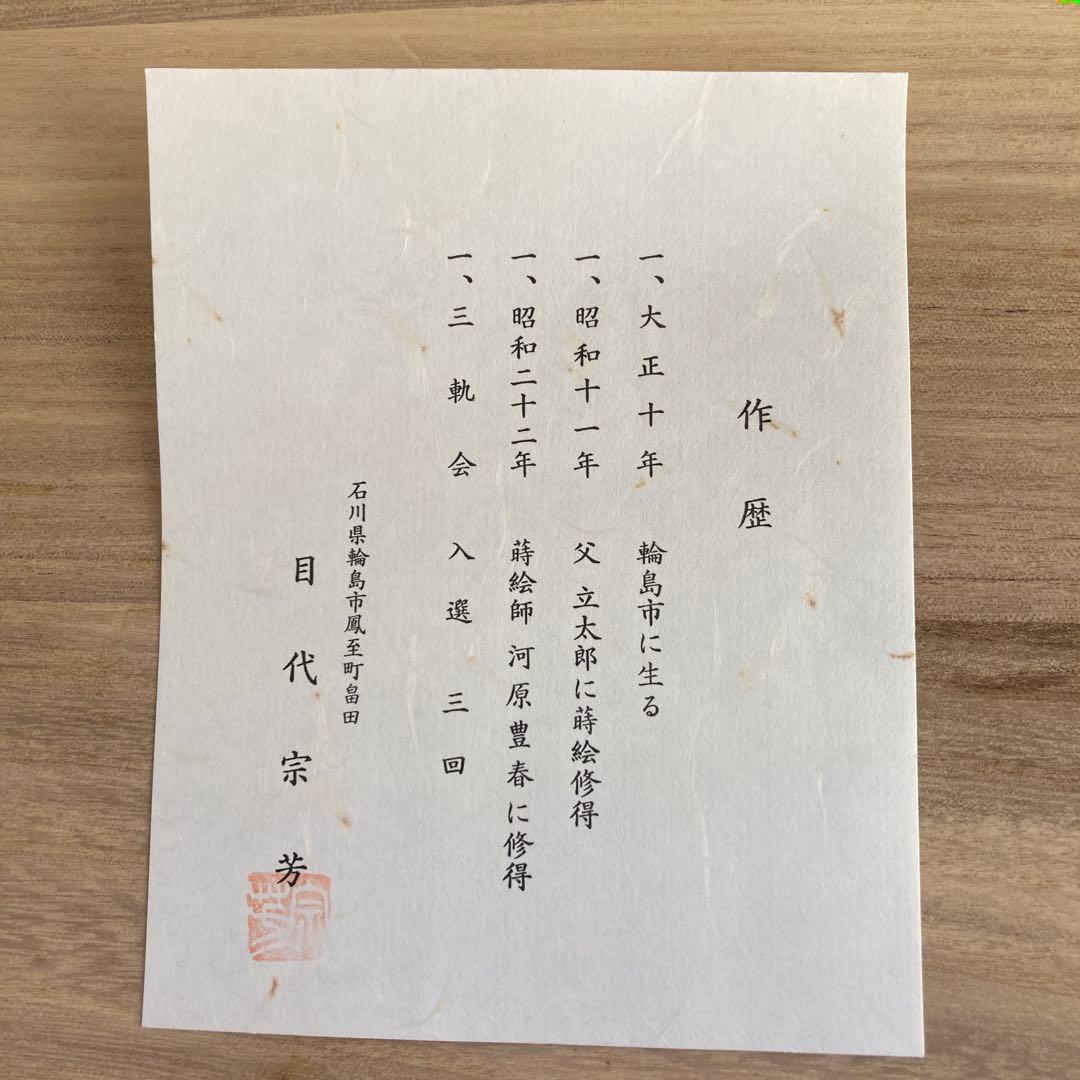 作歴
一、大正十年 輪島市に生る
一、昭和十一年 父 立太郎に蒔絵修得
一、昭和二十二年 蒔絵師 河原豊春に修得
一、三軌会入選三回
石川県輪島市鳳至町畠田
目代宗芳
宗芳